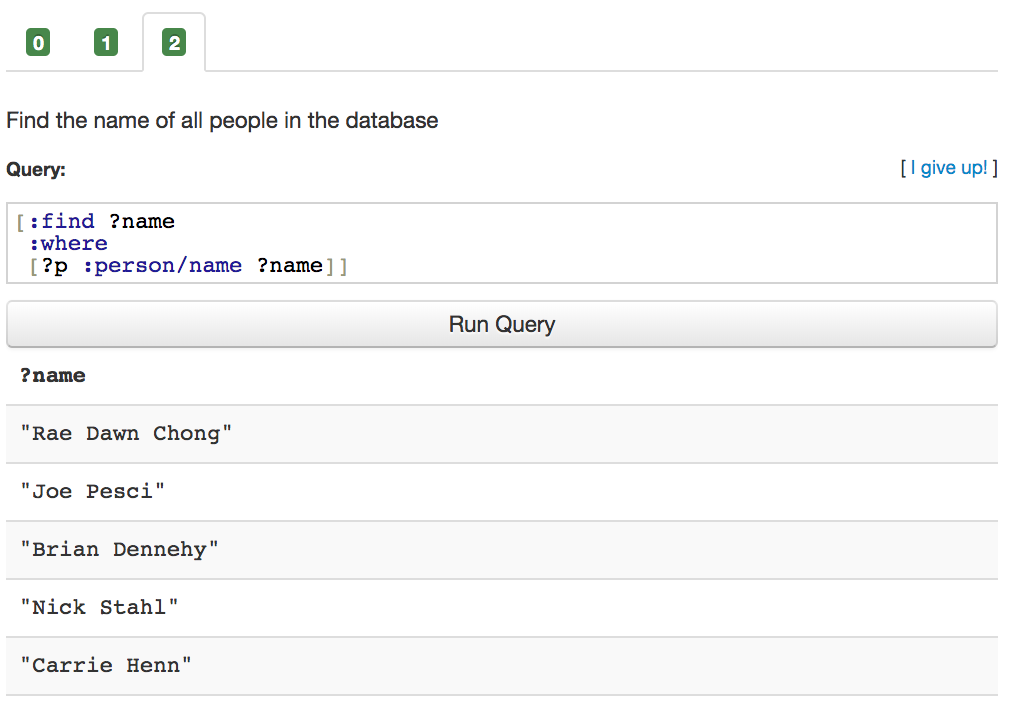 0 1 2
Find the name of all people in the database
Query: [ I give up! ]
[:find ?name
:where
[?p :person/name ?name]]
Run Query
?name
"Rae Dawn Chong"
"Joe Pesci"
"Brian Dennehy"
"Nick Stahl"
"Carrie Henn"